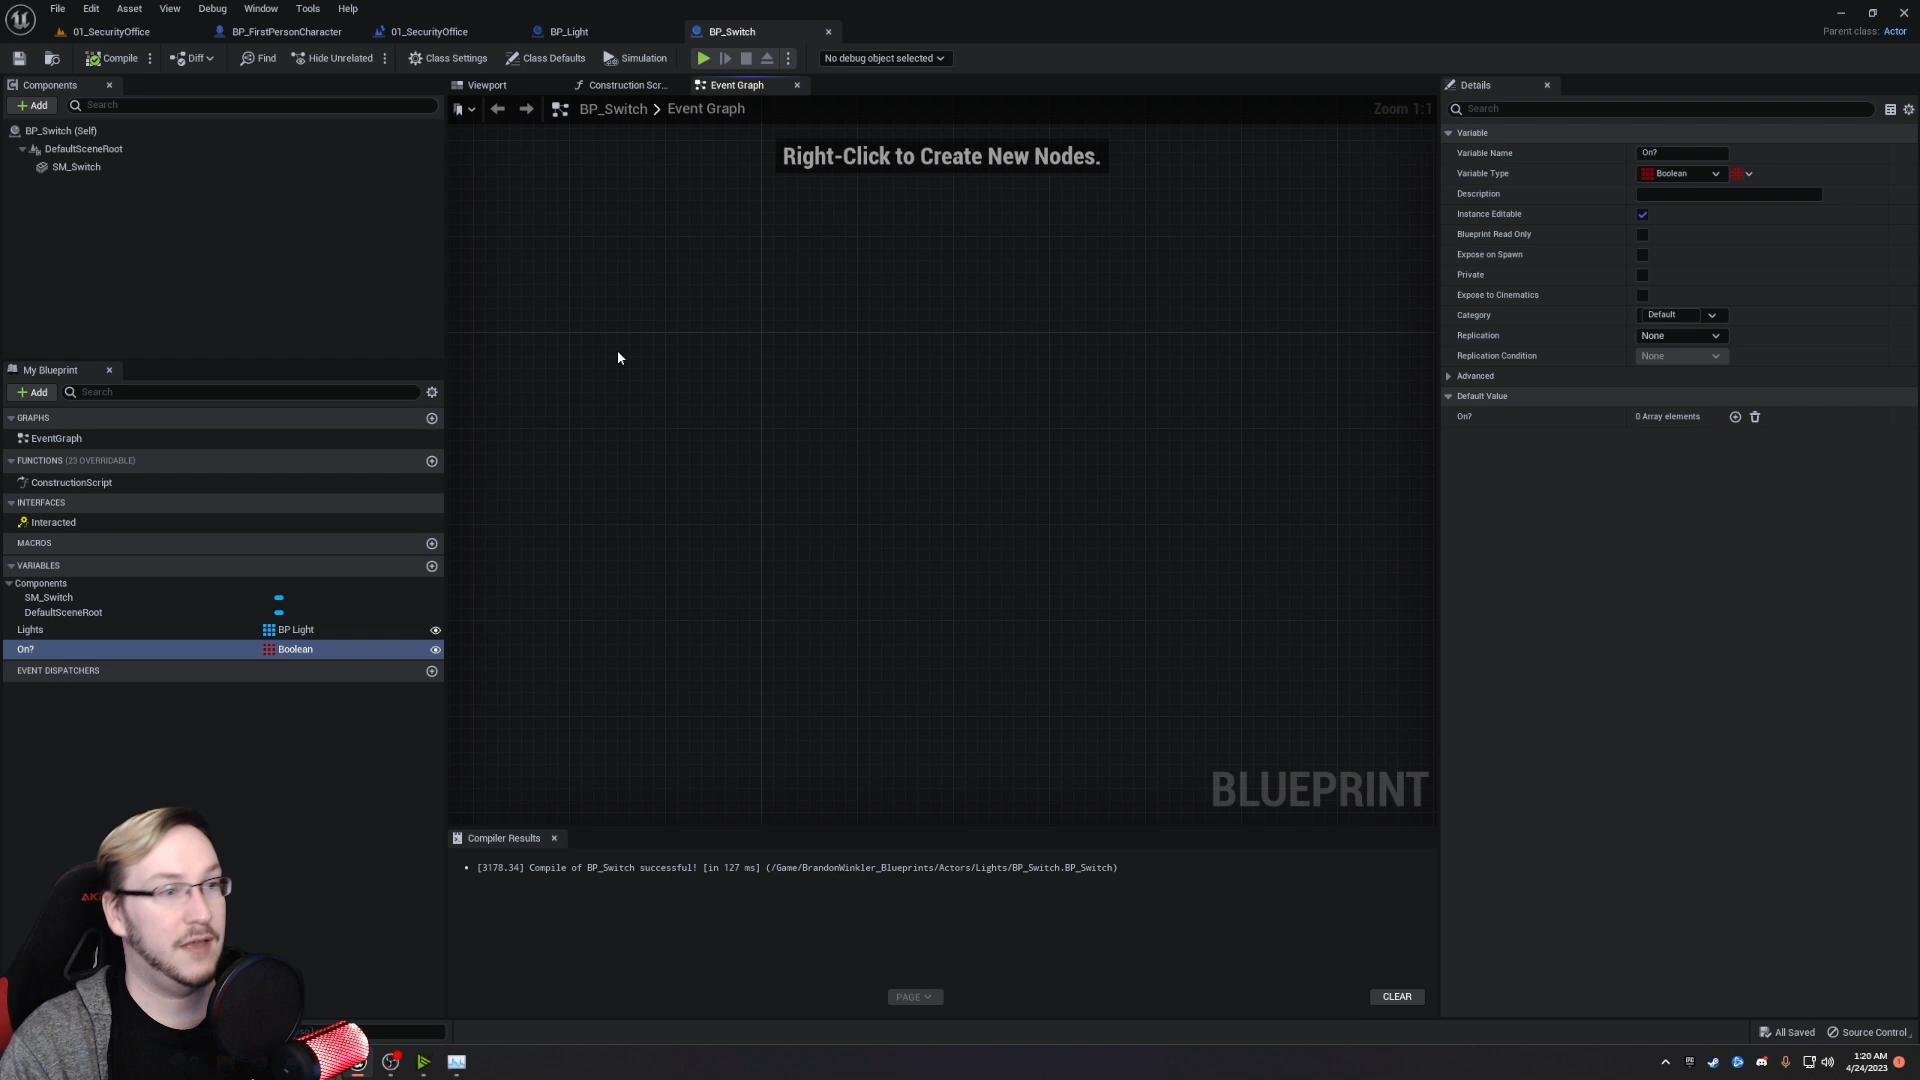 File Edit Asset View Debug Window Tools Help
01_SecurityOffice BP_FirstPersonCharacter 01_SecurityOffice BP_Light BP_Switch
Parent class: Actor
Compile Diff Find Hide Unrelated Class Settings Class Defaults Simulation No debug object selected
Components
Add Search
BP_Switch (Self)
DefaultSceneRoot
SM_Switch
Viewport Construction Scr... Event Graph
BP_Switch > Event Graph Zoom 1:1
Right-Click to Create New Nodes.
BLUEPRINT
My Blueprint
Add Search
GRAPHS
EventGraph
FUNCTIONS (23 OVERRIDABLE)
ConstructionScript
INTERFACES
Interacted
MACROS
VARIABLES
Components
SM_Switch
DefaultSceneRoot
Lights BP Light
On? Boolean
EVENT DISPATCHERS
Compiler Results
[3178.34] Compile of BP_Switch successful! [in 127 ms] (/Game/BrandonWinkler_Blueprints/Actors/Lights/BP_Switch.BP_Switch)
PAGE CLEAR
Details
Search
Variable
Variable Name On?
Variable Type Boolean
Description
Instance Editable
Blueprint Read Only
Expose on Spawn
Private
Expose to Cinematics
Category Default
Replication None
Replication Condition None
Advanced
Default Value
On? 0 Array elements
All Saved Source Control
1:20 AM
4/24/2023
1